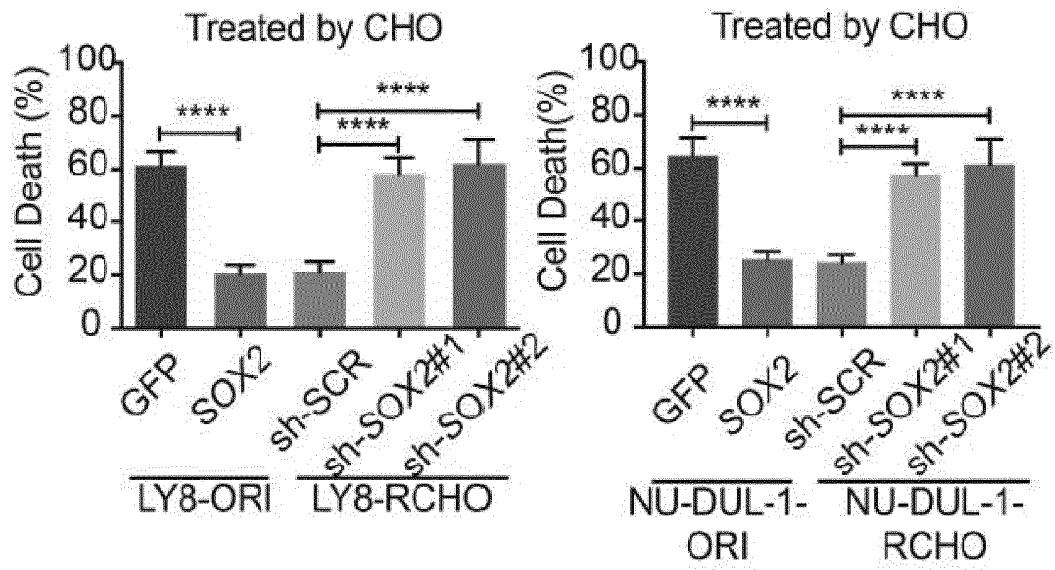 Treated by CHO
Cell Death (%)
100
80
60
40
20
0
****
****
****
GFP
SOX2
sh-SCR
sh-SOX2#1
sh-SOX2#2
LY8-ORI
LY8-RCHO
Treated by CHO
Cell Death(%)
100
80
60
40
20
0
****
****
****
GFP
SOX2
sh-SCR
sh-SOX2#1
sh-SOX2#2
NU-DUL-1-
ORI
NU-DUL-1-
RCHO